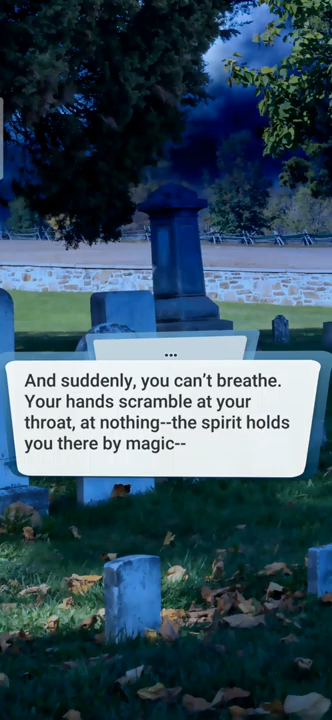 ...
And suddenly, you can't breathe.
Your hands scramble at your
throat, at nothing--the spirit holds
you there by magic--